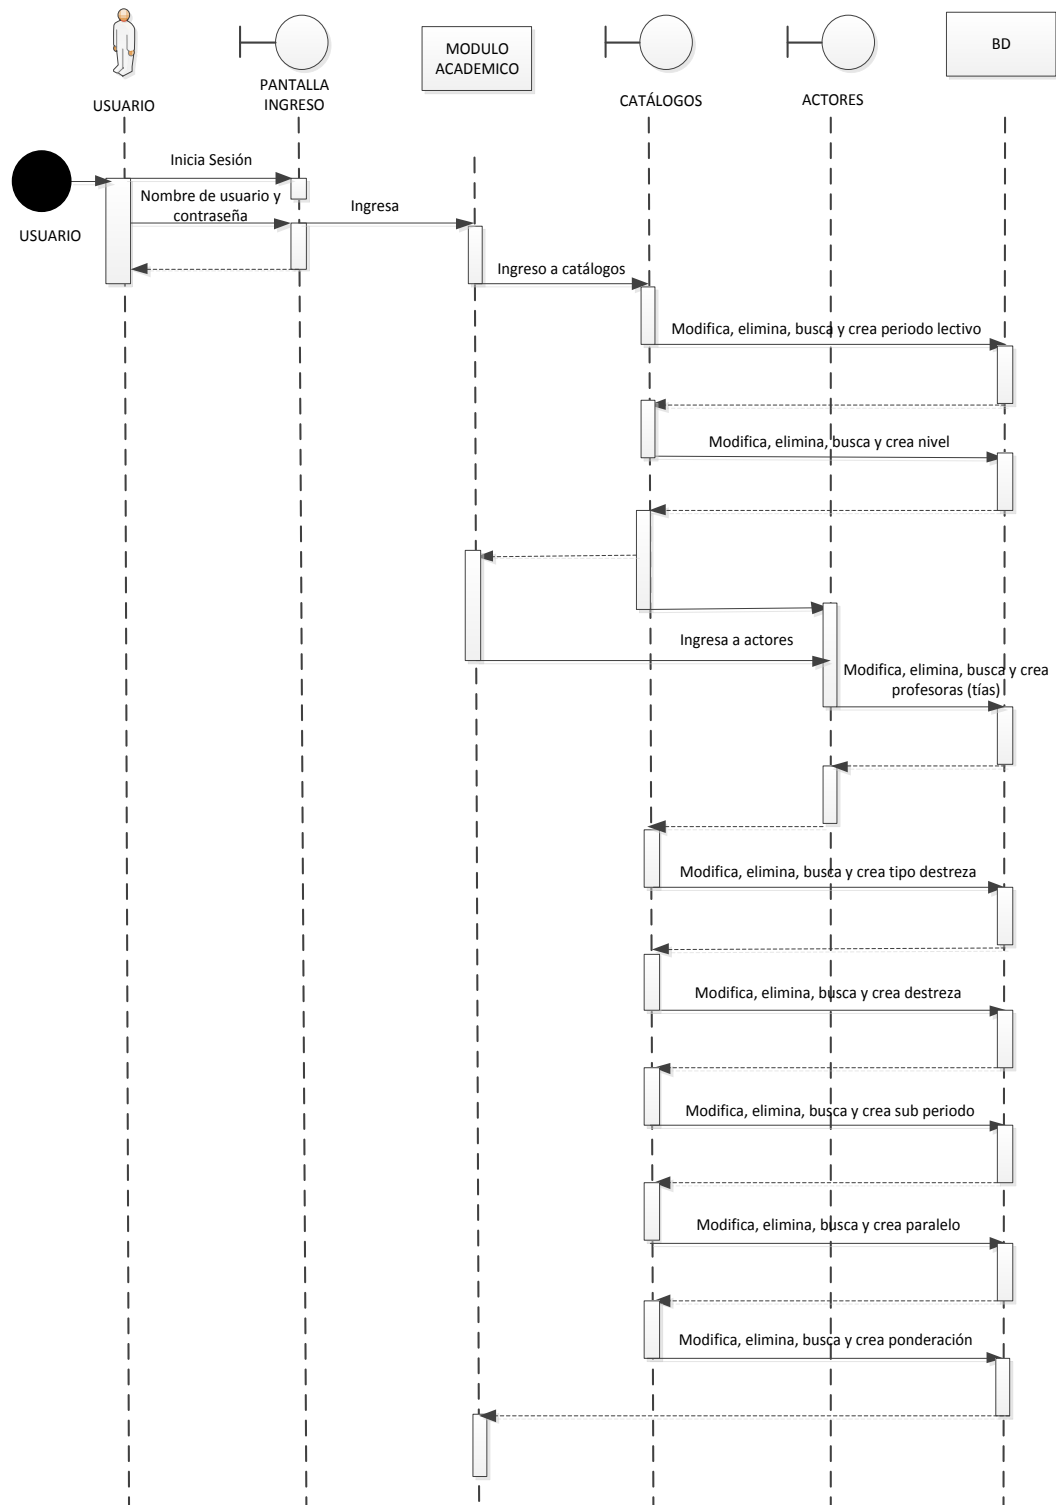 USUARIO
PANTALLA
INGRESO
MODULO
ACADEMICO
CATÁLOGOS
ACTORES
BD
USUARIO
Inicia Sesión
Nombre de usuario y
contraseña
Ingresa
Ingreso a catálogos
Modifica, elimina, busca y crea periodo lectivo
Modifica, elimina, busca y crea nivel
Ingresa a actores
Modifica, elimina, busca y crea
profesoras (tías)
Modifica, elimina, busca y crea tipo destreza
Modifica, elimina, busca y crea destreza
Modifica, elimina, busca y crea sub periodo
Modifica, elimina, busca y crea paralelo
Modifica, elimina, busca y crea ponderación